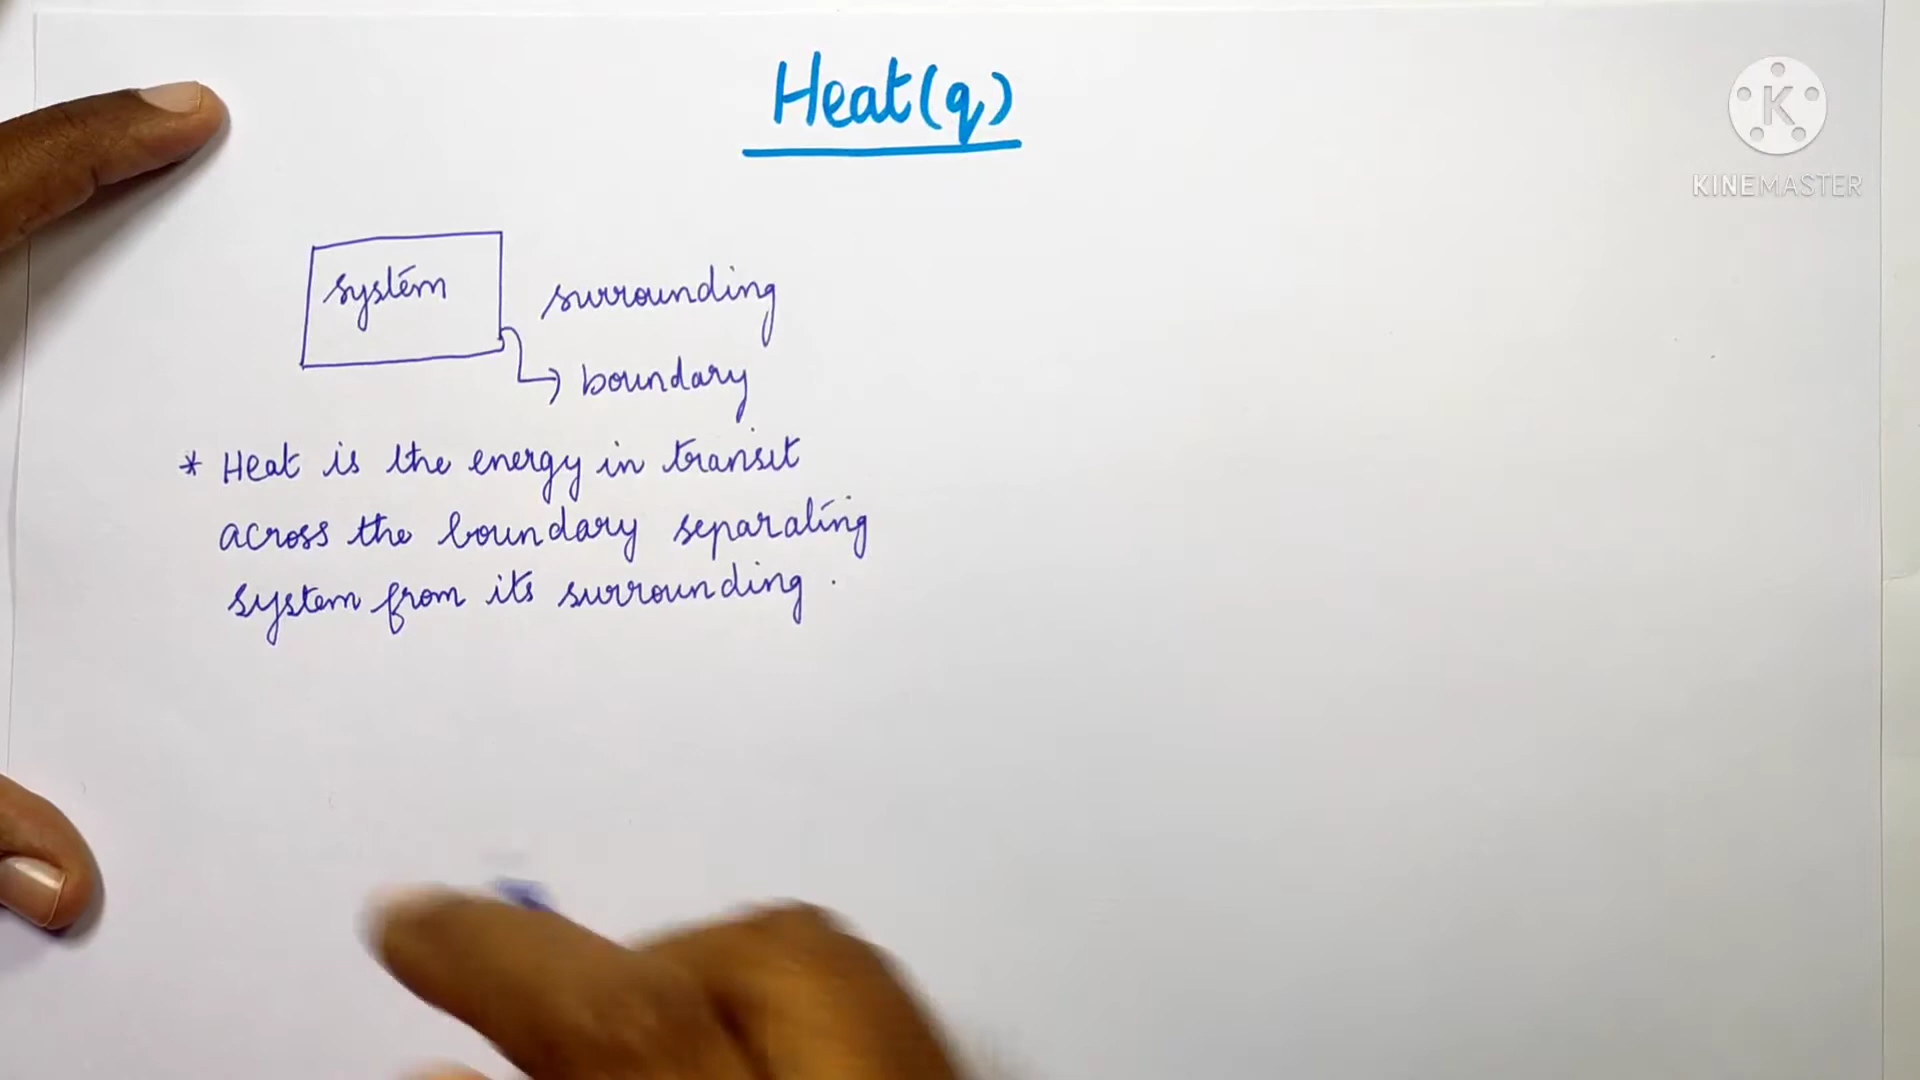 Heat (q)
K
KINEMASTER
system
surrounding
boundary
* Heat is the energy in transit
across the boundary separating
system from its surrounding.